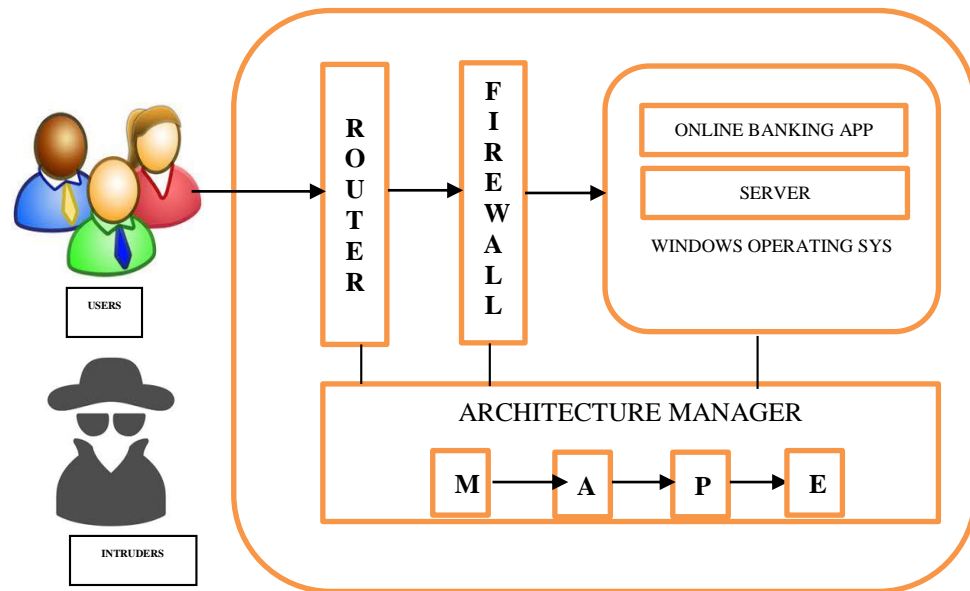 USERS
INTRUDERS
ROUTER
FIREWALL
ONLINE BANKING APP
SERVER
WINDOWS OPERATING SYS
ARCHITECTURE MANAGER
M
A
P
E